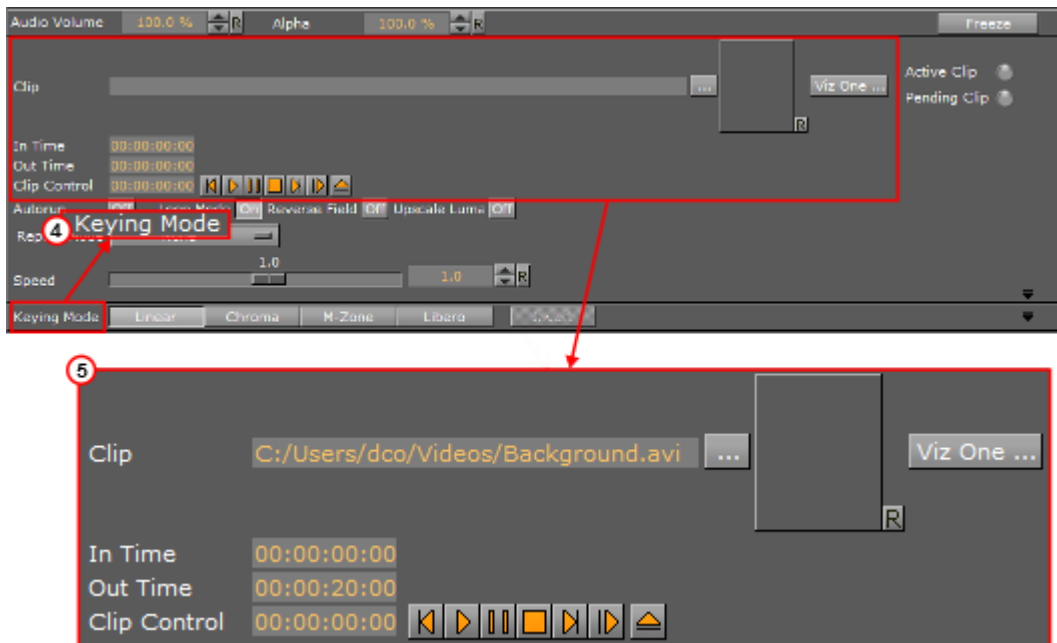 Audio Volume 100.0 % R Alpha 100.0 % R Freeze
Clip ... Viz One ... Active Clip
Pending Clip
R
In Time 00:00:00:00
Out Time 00:00:00:00
Clip Control 00:00:00:00
Autorun Off Loop Mode On Reverse Field Off Upscale Luma Off
4 Keying Mode
None
1.0
Speed 1.0 R
Keying Mode Linear Chroma M-Zone Libero
5
Clip C:/Users/dco/Videos/Background.avi ... Viz One ...
R
In Time 00:00:00:00
Out Time 00:00:20:00
Clip Control 00:00:00:00